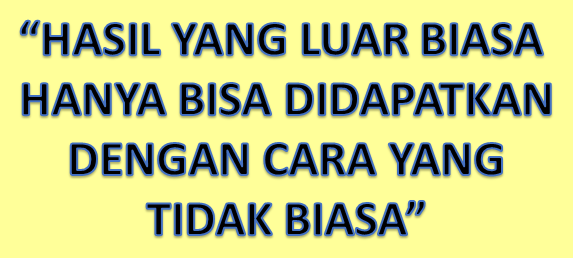 “HASIL YANG LUAR BIASA
HANYA BISA DIDAPATKAN
DENGAN CARA YANG
TIDAK BIASA”